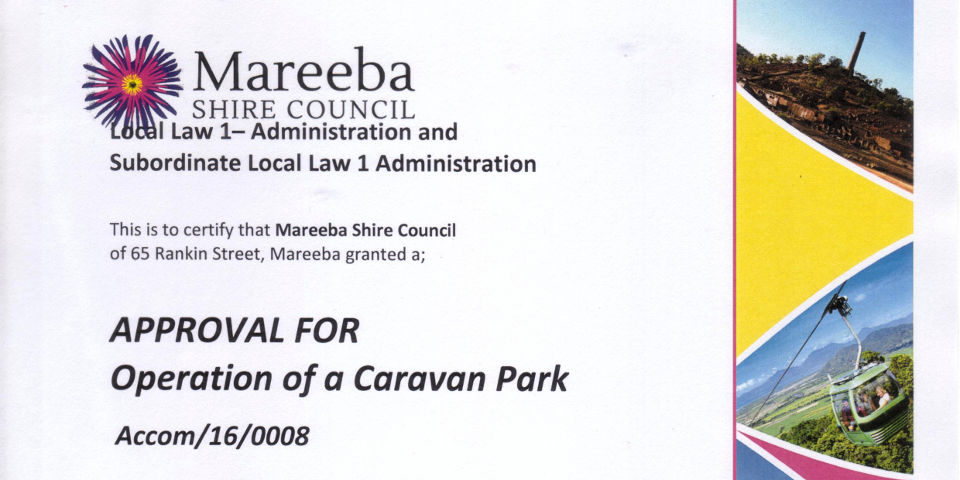 Mareeba
SHIRE COUNCIL
Local Law 1– Administration and
Subordinate Local Law 1 Administration
This is to certify that Mareeba Shire Council
of 65 Rankin Street, Mareeba granted a;
APPROVAL FOR
Operation of a Caravan Park
Accom/16/0008